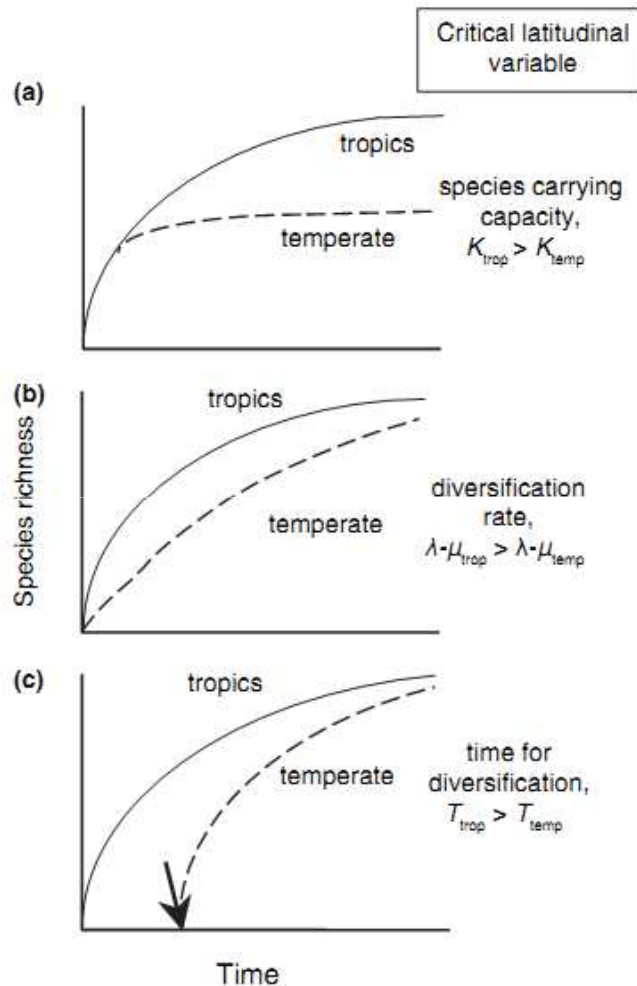 Critical latitudinal
variable
(a)
tropics
temperate
species carrying
capacity,
K_trop > K_temp
(b)
tropics
temperate
diversification
rate,
λ-μ_trop > λ-μ_temp
Species richness
(c)
tropics
temperate
time for
diversification,
T_trop > T_temp
Time